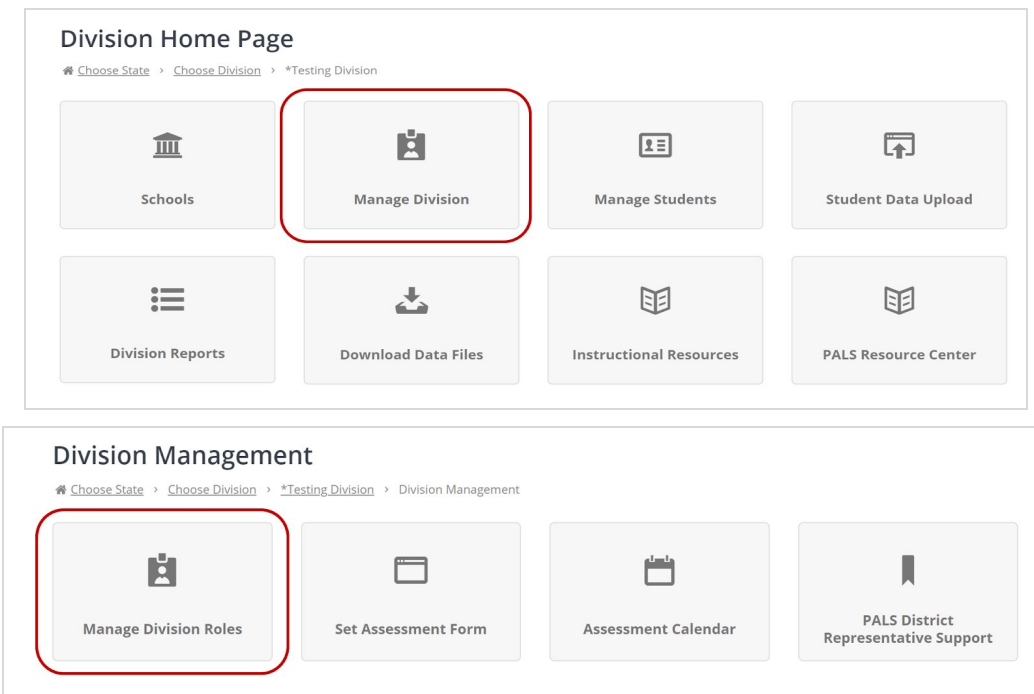 Division Home Page
Choose State > Choose Division > *Testing Division
Schools
Manage Division
Manage Students
Student Data Upload
Division Reports
Download Data Files
Instructional Resources
PALS Resource Center
Division Management
Choose State > Choose Division > *Testing Division > Division Management
Manage Division Roles
Set Assessment Form
Assessment Calendar
PALS District
Representative Support